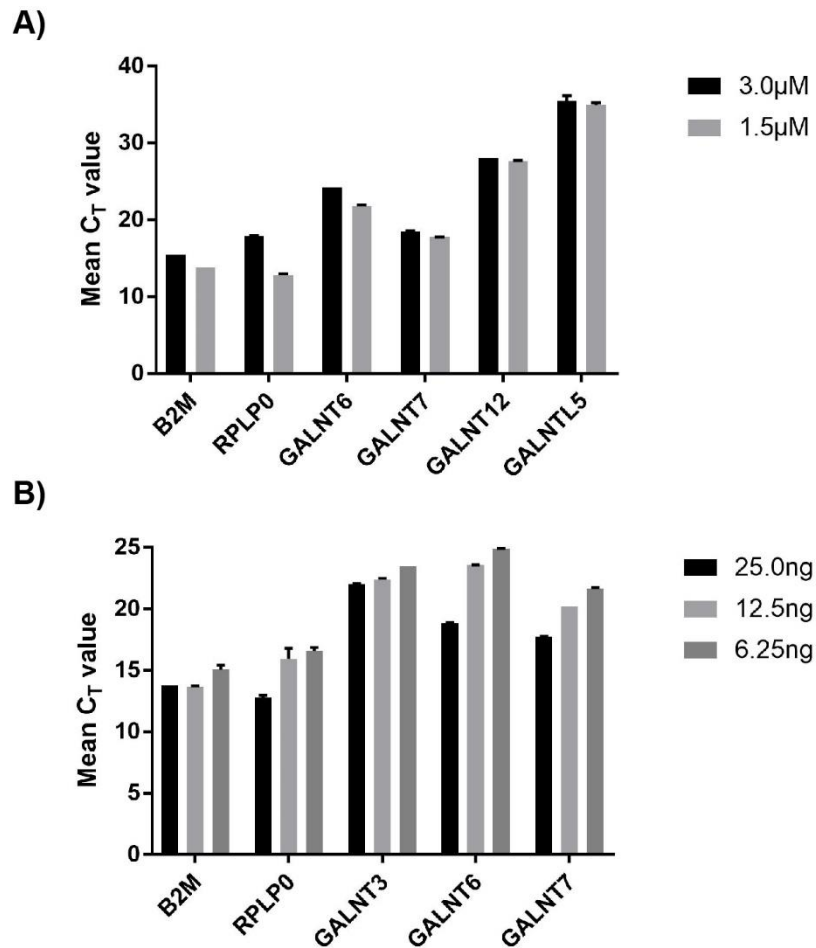 A)
40
30
20
10
0
Mean CT value
B2M
RPLP0
GALNT6
GALNT7
GALNT12
GALNTL5
3.0µM
1.5µM
B)
25
20
15
10
5
0
Mean CT value
B2M
RPLP0
GALNT3
GALNT6
GALNT7
25.0ng
12.5ng
6.25ng